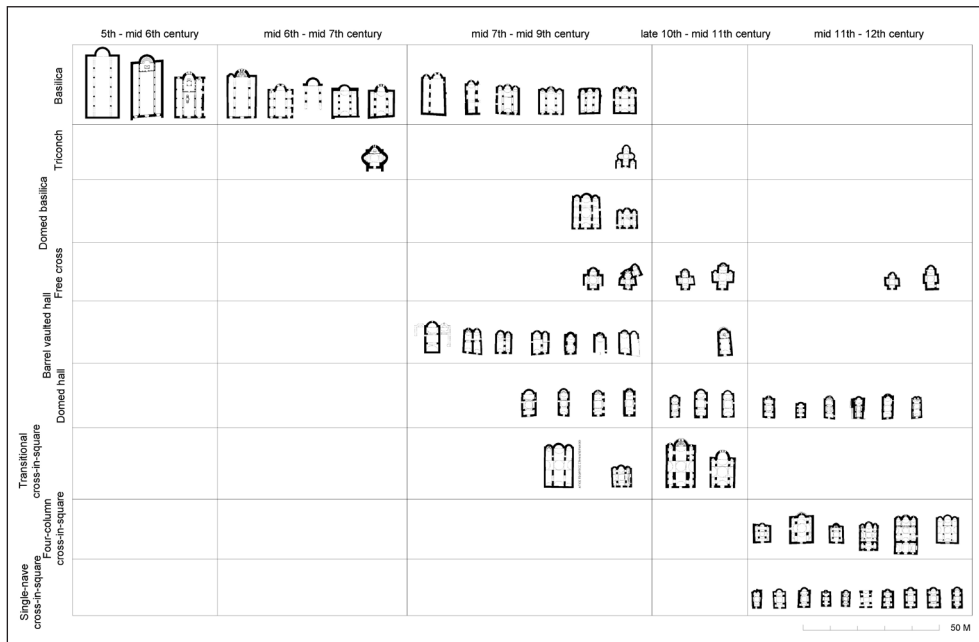 5th - mid 6th century
mid 6th - mid 7th century
mid 7th - mid 9th century
late 10th - mid 11th century
mid 11th - 12th century
Basilica
Triconch
Domed basilica
Free cross
Barrel vaulted hall
Domed hall
Transitional
cross-in-square
Four-column
cross-in-square
Single-nave
cross-in-square
50 M